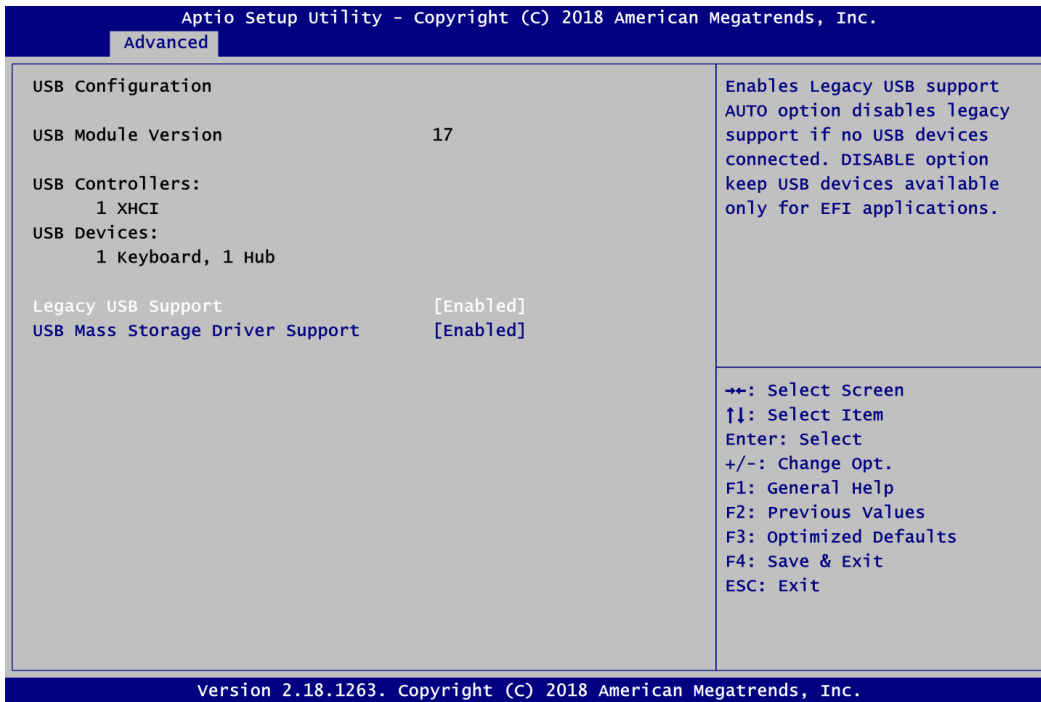 Aptio Setup Utility - Copyright (C) 2018 American Megatrends, Inc.
Advanced
USB Configuration
USB Module Version 17
USB Controllers:
1 XHCI
USB Devices:
1 Keyboard, 1 Hub
Legacy USB Support [Enabled]
USB Mass Storage Driver Support [Enabled]
Enables Legacy USB support
AUTO option disables legacy
support if no USB devices
connected. DISABLE option
keep USB devices available
only for EFI applications.
→←: Select Screen
↑↓: Select Item
Enter: Select
+/-: Change Opt.
F1: General Help
F2: Previous Values
F3: Optimized Defaults
F4: Save & Exit
ESC: Exit
Version 2.18.1263. Copyright (C) 2018 American Megatrends, Inc.